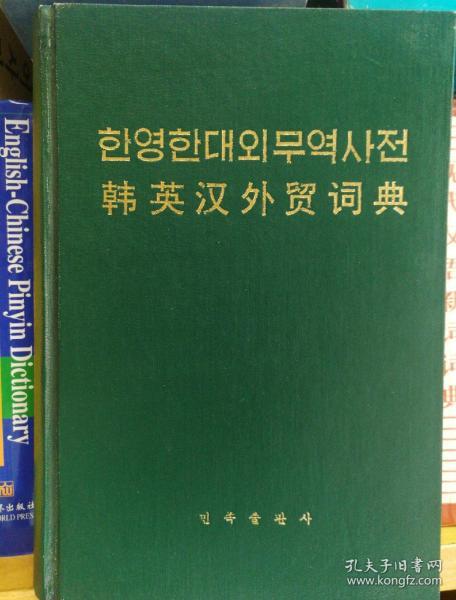 한영한대외무역사전
韩英汉外贸词典
민족출판사
English-Chinese Pinyin Dictionary
孔夫子旧书网
www.kongfz.com